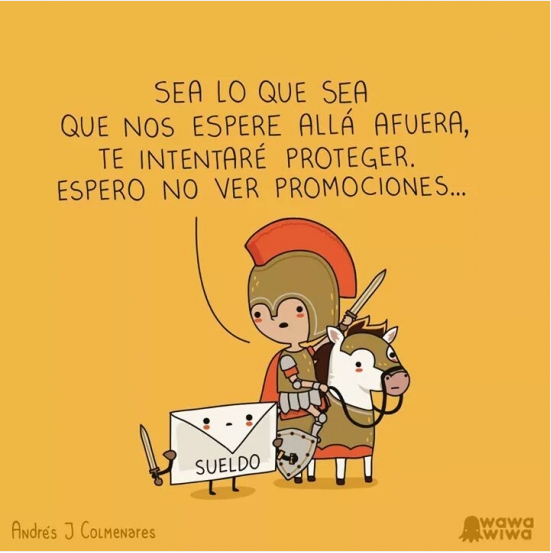 SEA LO QUE SEA
QUE NOS ESPERE ALLÁ AFUERA,
TE INTENTARÉ PROTEGER.
ESPERO NO VER PROMOCIONES...
SUELDO
Andrés J Colmenares
wawa
wiwa